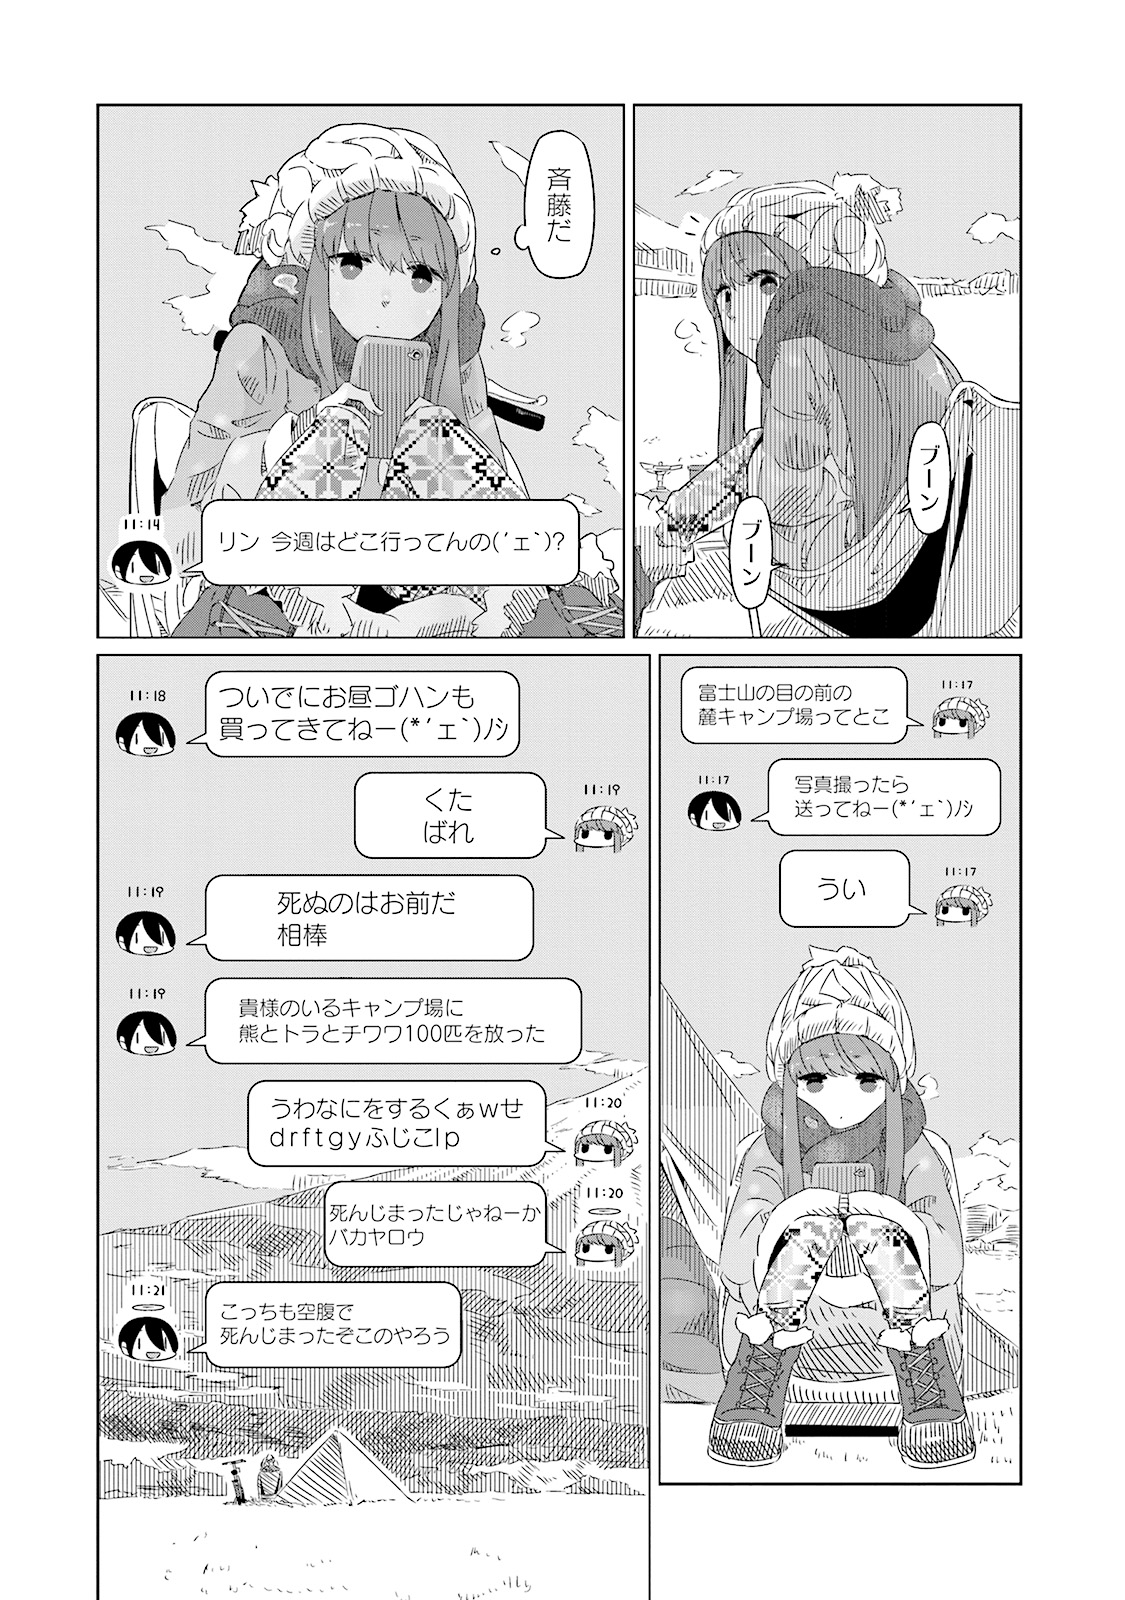 ブーン
ブーン
斉藤だ
11:14
リン 今週はどこ行ってんの(´ェ`)?
11:17
富士山の目の前の
麓キャンプ場ってとこ
11:17
写真撮ったら
送ってねー(*´ェ`)ﾉｼ
11:17
うい
11:18
ついでにお昼ゴハンも
買ってきてねー(*´ェ`)ﾉｼ
11:19
くた
ばれ
11:19
死ぬのはお前だ
相棒
11:19
貴様のいるキャンプ場に
熊とトラとチワワ100匹を放った
11:20
うわなにをするくぁwせ
drftgyふじこlp
11:20
死んじまったじゃねーか
バカヤロウ
11:21
こっちも空腹で
死んじまったぞこのやろう